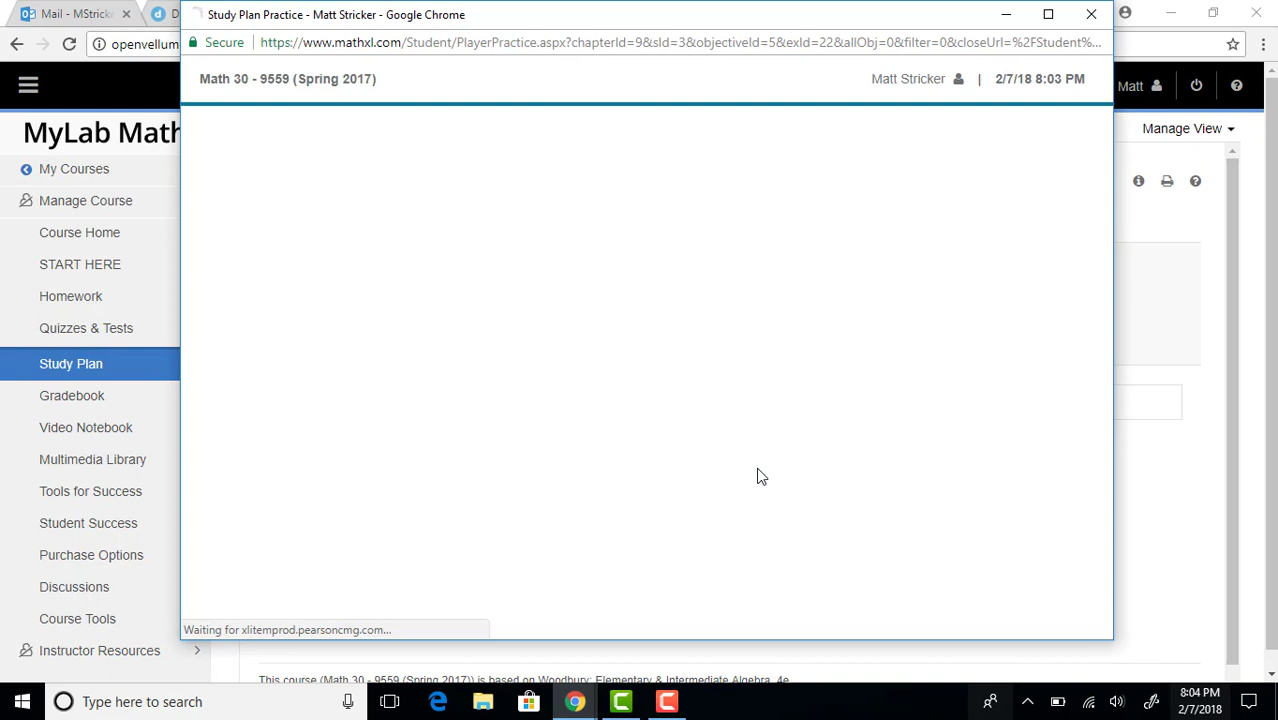 Mail - MStricke
D
Study Plan Practice - Matt Stricker - Google Chrome
openvellum
Secure
https://www.mathxl.com/Student/PlayerPractice.aspx?chapterId=9&sId=3&objectiveId=5&exId=22&allObj=0&filter=0&closeUrl=%2FStudent%...
Math 30 - 9559 (Spring 2017)
Matt Stricker | 2/7/18 8:03 PM
Matt
MyLab Math
Manage View
My Courses
Manage Course
Course Home
START HERE
Homework
Quizzes & Tests
Study Plan
Gradebook
Video Notebook
Multimedia Library
Tools for Success
Student Success
Purchase Options
Discussions
Course Tools
Instructor Resources
Waiting for xlitemprod.pearsoncmg.com...
This course (Math 30 - 9559 (Spring 2017)) is based on Woodbury: Elementary & Intermediate Algebra, 4e
Type here to search
8:04 PM
2/7/2018